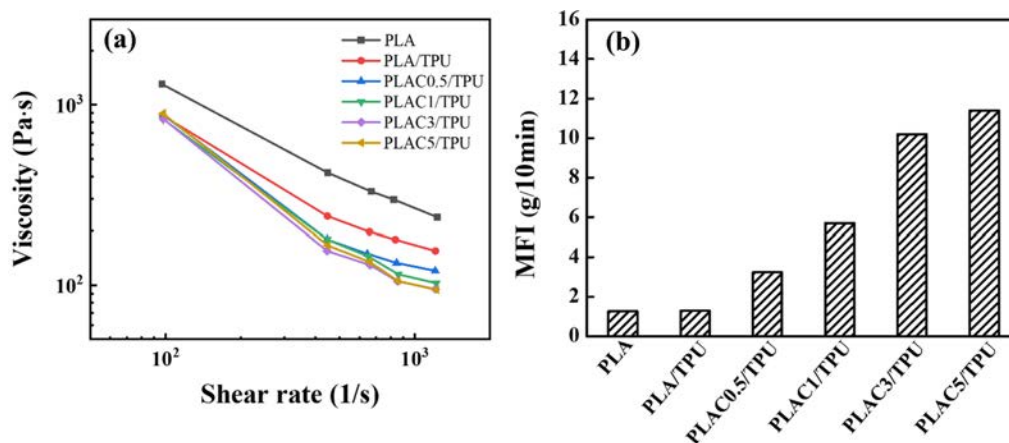 (a)
PLA
PLA/TPU
PLAC0.5/TPU
PLAC1/TPU
PLAC3/TPU
PLAC5/TPU
Viscosity (Pa·s)
10³
10²
10² 10³
Shear rate (1/s)
(b)
MFI (g/10min)
16
14
12
10
8
6
4
2
0
PLA
PLA/TPU
PLAC0.5/TPU
PLAC1/TPU
PLAC3/TPU
PLAC5/TPU